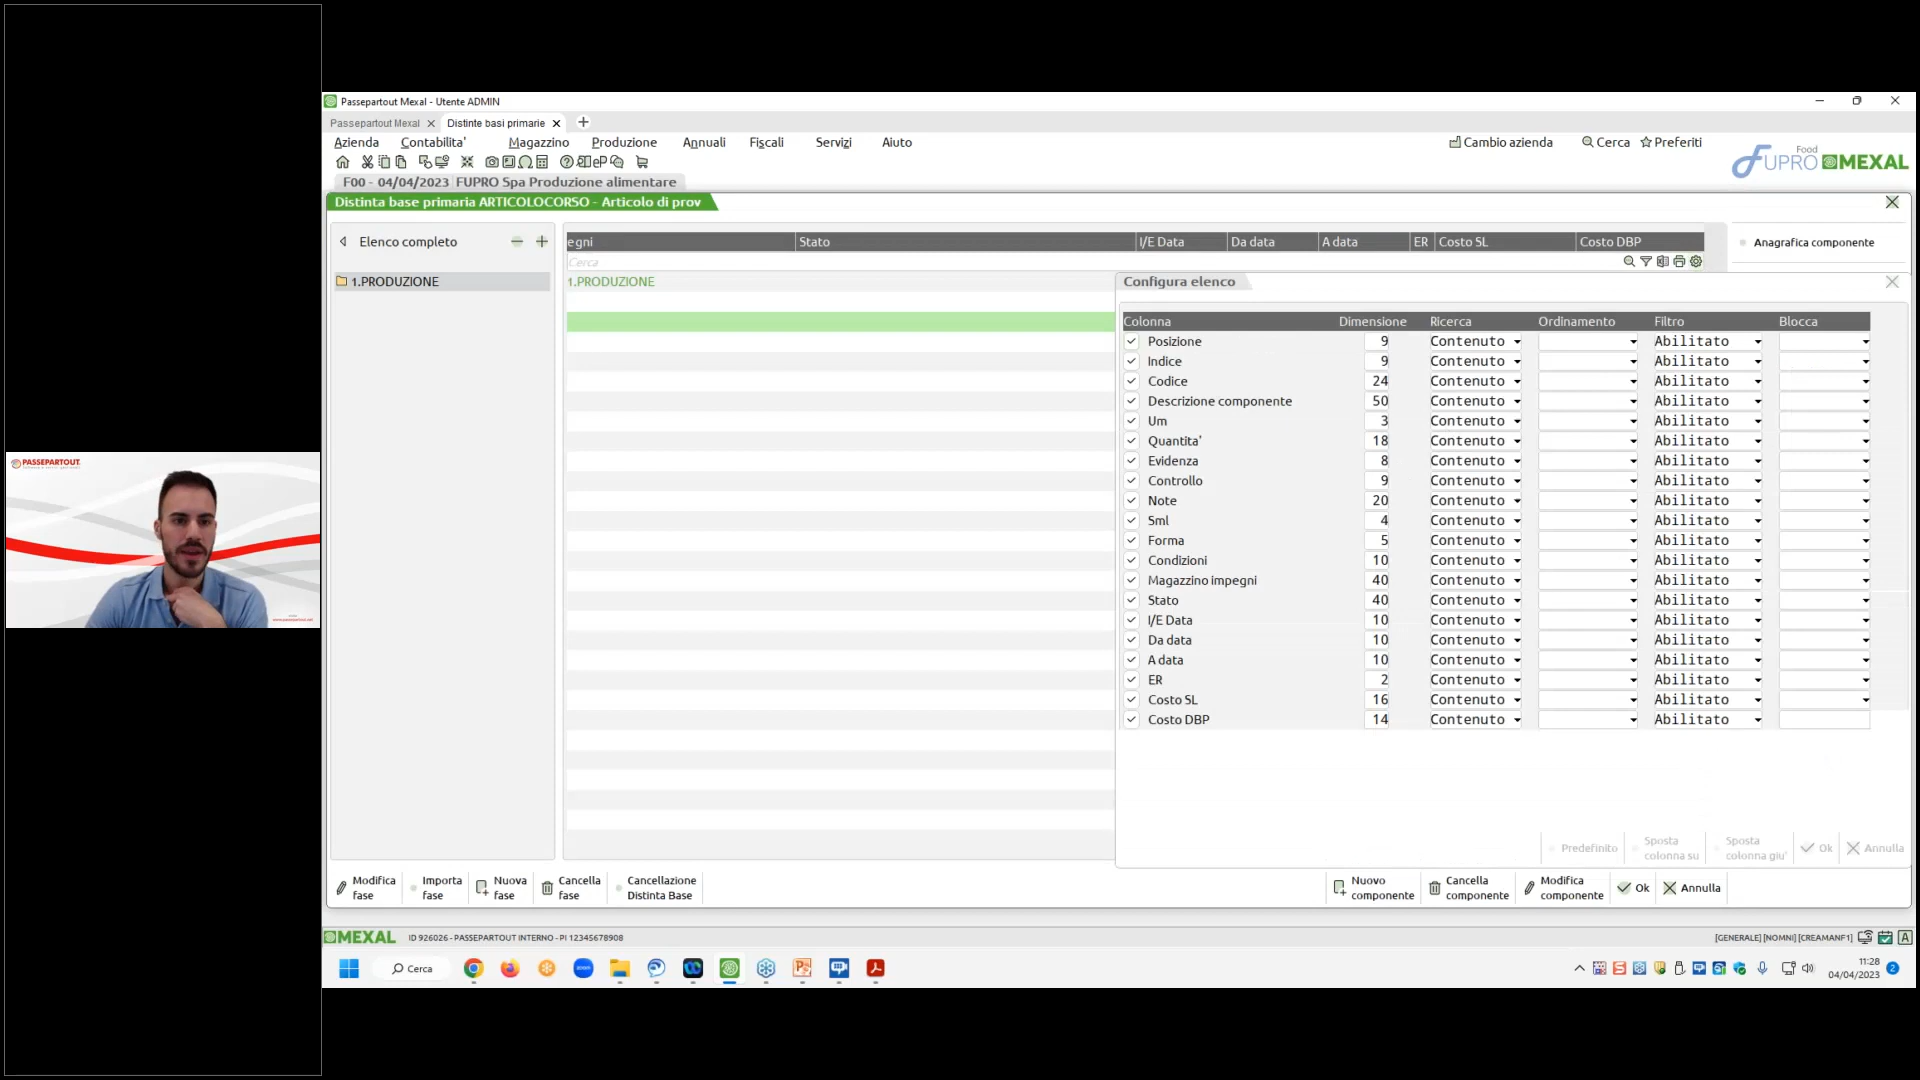 PASSEPARTOUT
Passepartout Mexal - Utente ADMIN
Passepartout Mexal
Distinte basi primarie
Azienda Contabilita' Magazzino Produzione Annuali Fiscali Servizi Aiuto
Cambio azienda Cerca Preferiti
Food
FUPRO MEXAL
F00 - 04/04/2023 FUPRO Spa Produzione alimentare
Distinta base primaria ARTICOLOCORSO - Articolo di prov
Elenco completo
1.PRODUZIONE
egni Stato I/E Data Da data A data ER Costo SL Costo DBP
Cerca
1.PRODUZIONE
Anagrafica componente
Configura elenco
Colonna Dimensione Ricerca Ordinamento Filtro Blocca
Posizione 9 Contenuto Abilitato
Indice 9 Contenuto Abilitato
Codice 24 Contenuto Abilitato
Descrizione componente 50 Contenuto Abilitato
Um 3 Contenuto Abilitato
Quantita' 18 Contenuto Abilitato
Evidenza 8 Contenuto Abilitato
Controllo 9 Contenuto Abilitato
Note 20 Contenuto Abilitato
Sml 4 Contenuto Abilitato
Forma 5 Contenuto Abilitato
Condizioni 10 Contenuto Abilitato
Magazzino impegni 40 Contenuto Abilitato
Stato 40 Contenuto Abilitato
I/E Data 10 Contenuto Abilitato
Da data 10 Contenuto Abilitato
A data 10 Contenuto Abilitato
ER 2 Contenuto Abilitato
Costo SL 16 Contenuto Abilitato
Costo DBP 14 Contenuto Abilitato
Predefinito
Sposta colonna su
Sposta colonna giu'
Ok
Annulla
Modifica fase
Importa fase
Nuova fase
Cancella fase
Cancellazione Distinta Base
Nuovo componente
Cancella componente
Modifica componente
Ok
Annulla
MEXAL ID 926026 - PASSEPARTOUT INTERNO - PI 12345678908
[GENERALE] [NOMNI] [CREAMANF1]
A
Cerca
zoom
11:28
04/04/2023
2